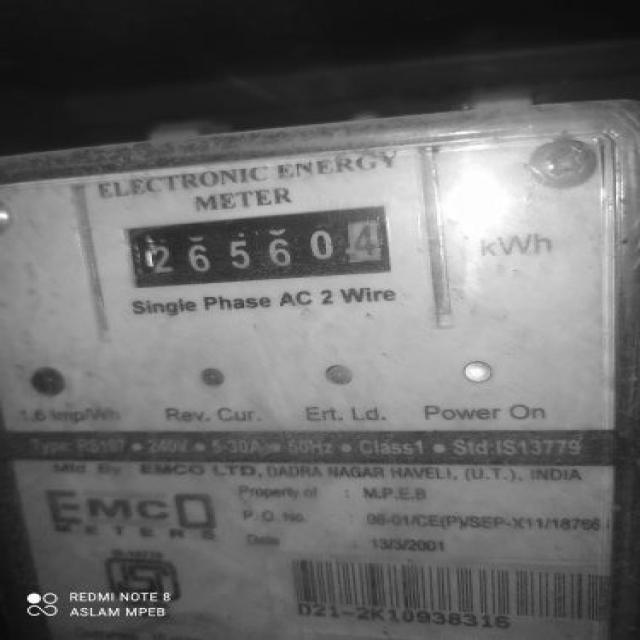 ELECTRONIC ENERGY
METER
265604
kWh
Single Phase AC 2 Wire
1.6 Imp/Wh Rev. Cur. Ert. Ld. Power On
240V • 5-30A • 50Hz • Class1 • Std-IS13779
Mfd. By EMCO LTD, DADRA NAGAR HAVELI, (U.T.), INDIA
EMCO
METERS
Property of : M.P.E.B
P.O. No. 06-01/CE(P)/SEP-X11/18766
Date 13/3/2001
D21-2K10938316
REDMI NOTE 8
ASLAM MPEB